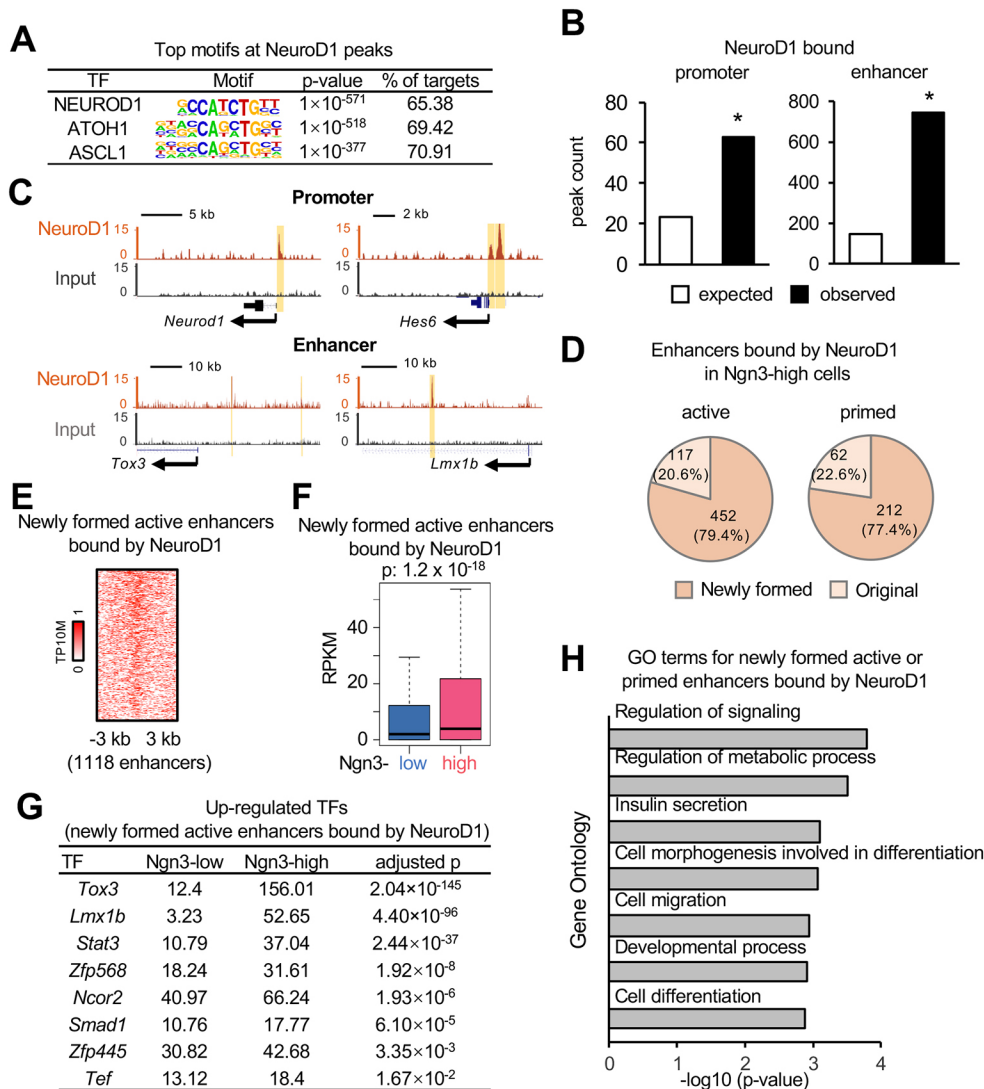 A
Top motifs at NeuroD1 peaks
TF Motif p-value % of targets
NEUROD1 1×10-571 65.38
ATOH1 1×10-518 69.42
ASCL1 1×10-377 70.91
B
NeuroD1 bound
promoter enhancer
peak count
80
60
40
20
0
*
800
600
400
200
0
*
expected observed
C
Promoter
5 kb 2 kb
NeuroD1 15 15
0 0
Input 15 15
0 0
Neurod1 Hes6
Enhancer
10 kb 10 kb
NeuroD1 15 15
0 0
Input 15 15
0 0
Tox3 Lmx1b
D
Enhancers bound by NeuroD1
in Ngn3-high cells
active primed
117
(20.6%)
452
(79.4%)
62
(22.6%)
212
(77.4%)
Newly formed Original
E
Newly formed active enhancers
bound by NeuroD1
TP10M
0 1
-3 kb 3 kb
(1118 enhancers)
F
Newly formed active enhancers
bound by NeuroD1
p: 1.2 x 10-18
RPKM
40
20
0
Ngn3- low high
G
Up-regulated TFs
(newly formed active enhancers bound by NeuroD1)
TF Ngn3-low Ngn3-high adjusted p
Tox3 12.4 156.01 2.04×10-145
Lmx1b 3.23 52.65 4.40×10-96
Stat3 10.79 37.04 2.44×10-37
Zfp568 18.24 31.61 1.92×10-8
Ncor2 40.97 66.24 1.93×10-6
Smad1 10.76 17.77 6.10×10-5
Zfp445 30.82 42.68 3.35×10-3
Tef 13.12 18.4 1.67×10-2
H
GO terms for newly formed active or
primed enhancers bound by NeuroD1
Gene Ontology
Regulation of signaling
Regulation of metabolic process
Insulin secretion
Cell morphogenesis involved in differentiation
Cell migration
Developmental process
Cell differentiation
0 1 2 3 4
-log10 (p-value)